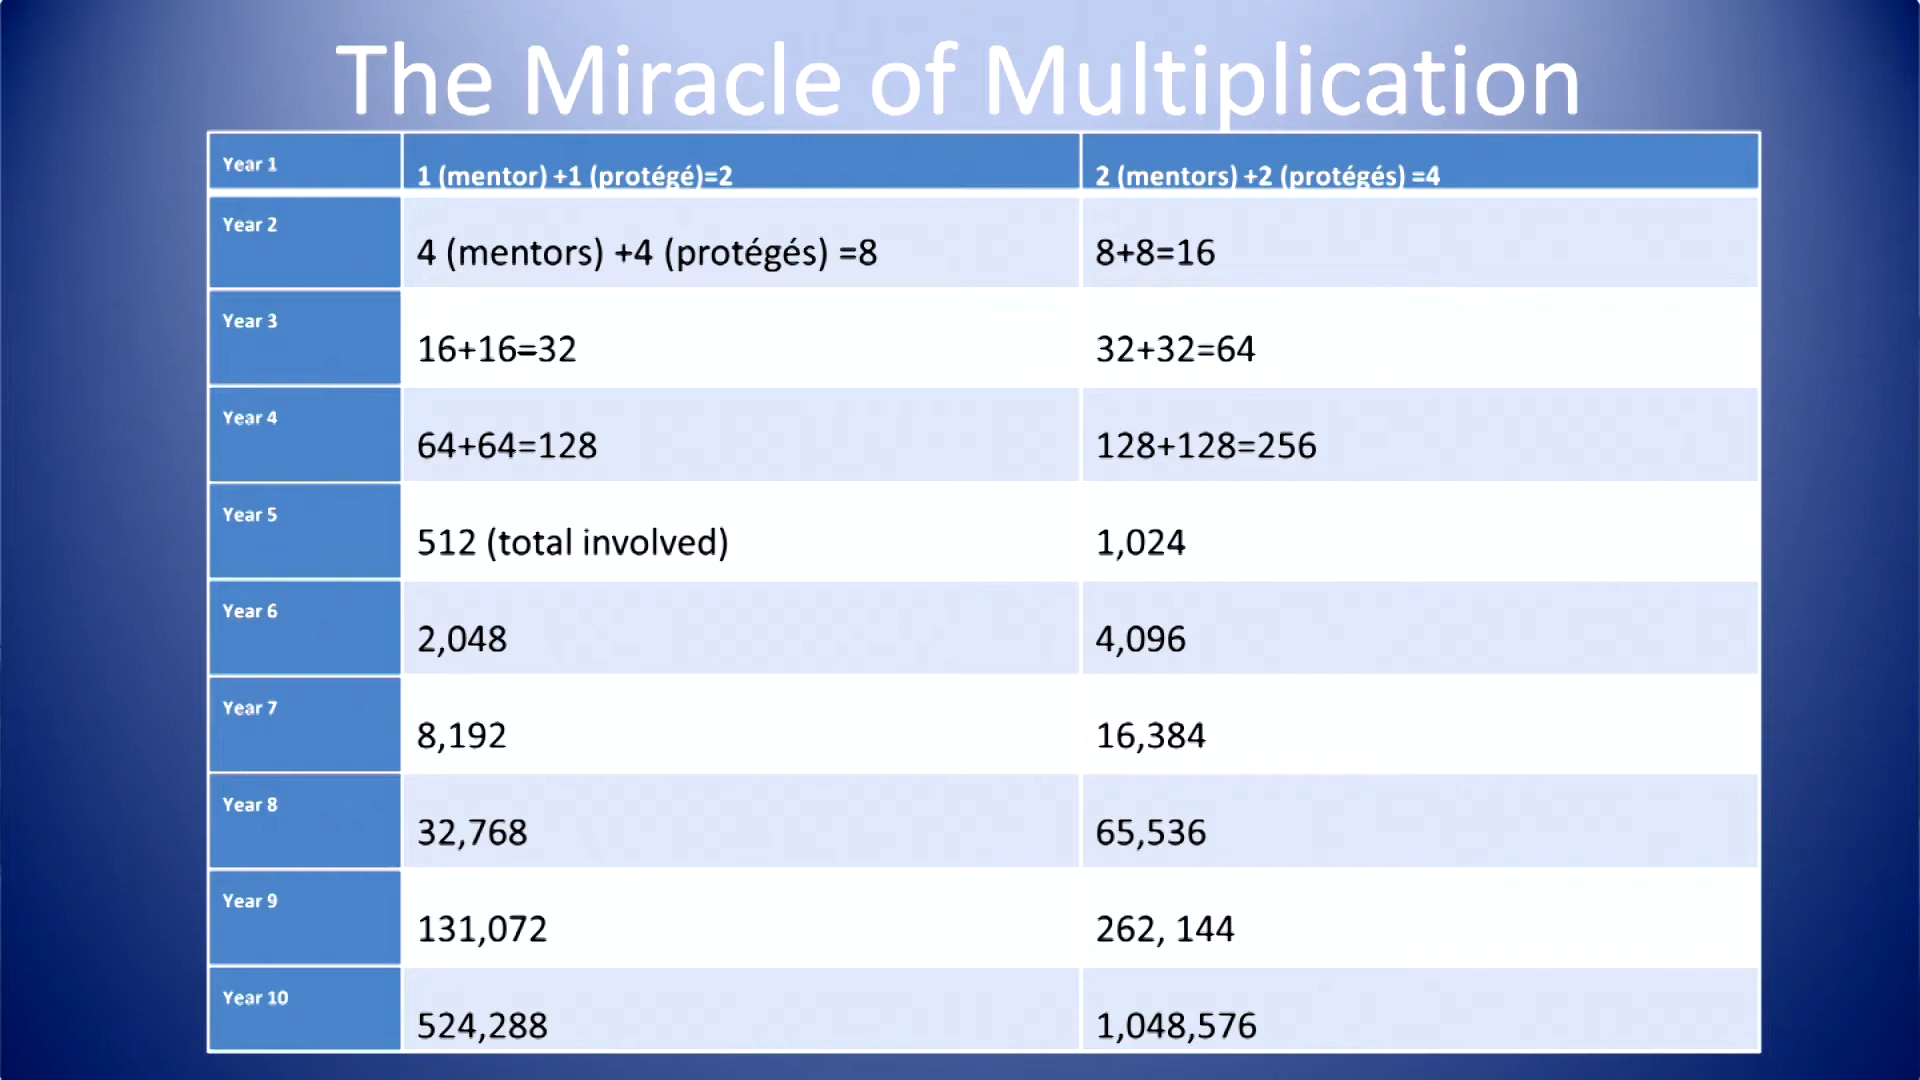 The Miracle of Multiplication
Year 1
1 (mentor) +1 (protégé)=2
2 (mentors) +2 (protégés) =4
Year 2
4 (mentors) +4 (protégés) =8
8+8=16
Year 3
16+16=32
32+32=64
Year 4
64+64=128
128+128=256
Year 5
512 (total involved)
1,024
Year 6
2,048
4,096
Year 7
8,192
16,384
Year 8
32,768
65,536
Year 9
131,072
262, 144
Year 10
524,288
1,048,576